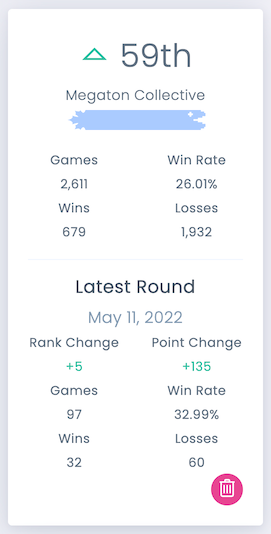 59th
Megaton Collective
Games Win Rate
2,611 26.01%
Wins Losses
679 1,932
Latest Round
May 11, 2022
Rank Change Point Change
+5 +135
Games Win Rate
97 32.99%
Wins Losses
32 60